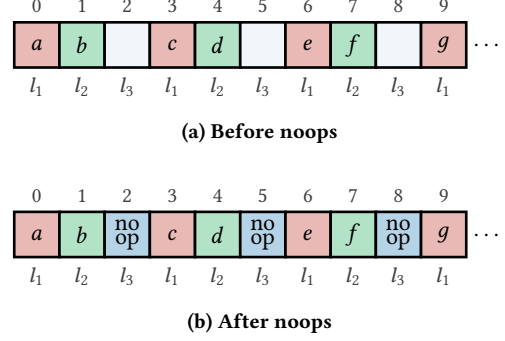 0 1 2 3 4 5 6 7 8 9
a b c d e f g ...
l₁ l₂ l₃ l₁ l₂ l₃ l₁ l₂ l₃ l₁
(a) Before noops
0 1 2 3 4 5 6 7 8 9
a b no op c d no op e f no op g ...
l₁ l₂ l₃ l₁ l₂ l₃ l₁ l₂ l₃ l₁
(b) After noops